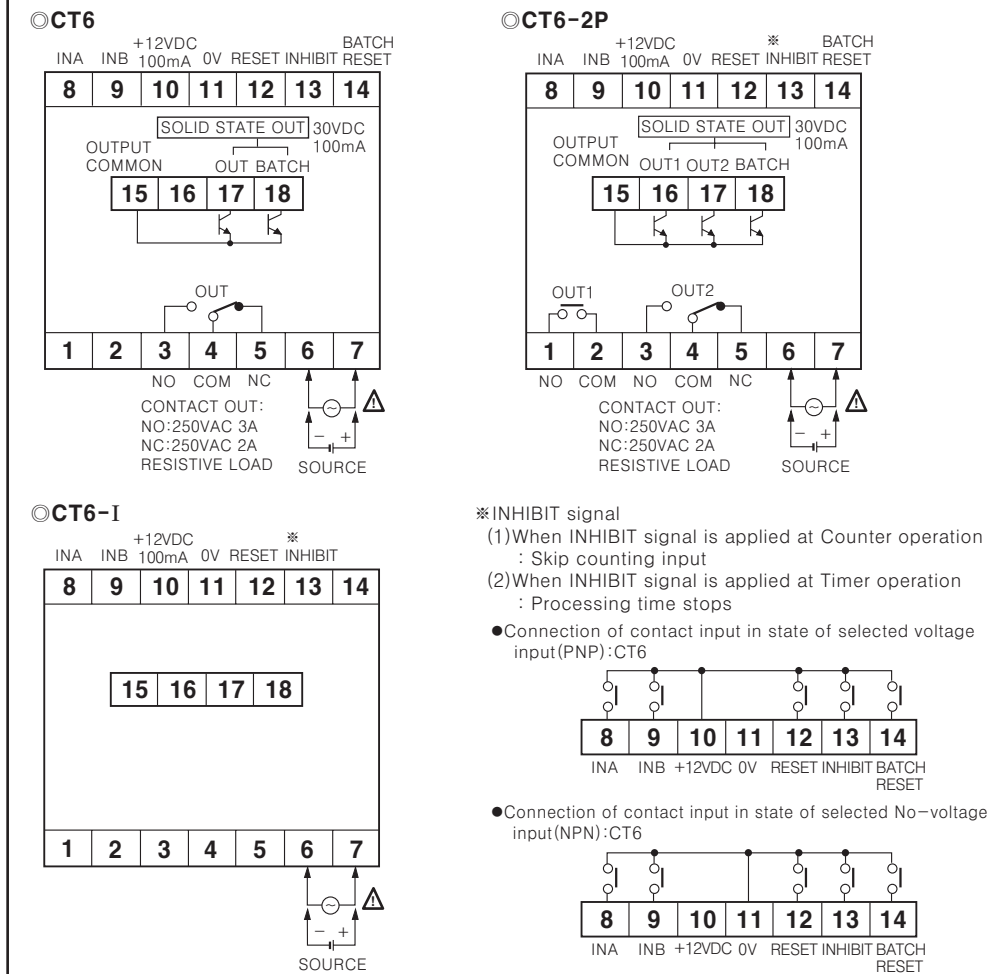 ◎CT6
+12VDC BATCH
INA INB 100mA 0V RESET INHIBIT RESET
8 9 10 11 12 13 14
SOLID STATE OUT 30VDC
OUTPUT 100mA
COMMON OUT BATCH
15 16 17 18
OUT
1 2 3 4 5 6 7
NO COM NC
CONTACT OUT:
NO:250VAC 3A
NC:250VAC 2A
RESISTIVE LOAD
− +
SOURCE
◎CT6-2P
+12VDC ※ BATCH
INA INB 100mA 0V RESET INHIBIT RESET
8 9 10 11 12 13 14
SOLID STATE OUT 30VDC
OUTPUT 100mA
COMMON OUT1 OUT2 BATCH
15 16 17 18
OUT1 OUT2
1 2 3 4 5 6 7
NO COM NO COM NC
CONTACT OUT:
NO:250VAC 3A
NC:250VAC 2A
RESISTIVE LOAD
− +
SOURCE
◎CT6-I
+12VDC ※
INA INB 100mA 0V RESET INHIBIT
8 9 10 11 12 13 14
15 16 17 18
1 2 3 4 5 6 7
− +
SOURCE
※INHIBIT signal
(1)When INHIBIT signal is applied at Counter operation
: Skip counting input
(2)When INHIBIT signal is applied at Timer operation
: Processing time stops
●Connection of contact input in state of selected voltage
input(PNP):CT6
8 9 10 11 12 13 14
INA INB +12VDC 0V RESET INHIBIT BATCH
RESET
●Connection of contact input in state of selected No-voltage
input(NPN):CT6
8 9 10 11 12 13 14
INA INB +12VDC 0V RESET INHIBIT BATCH
RESET